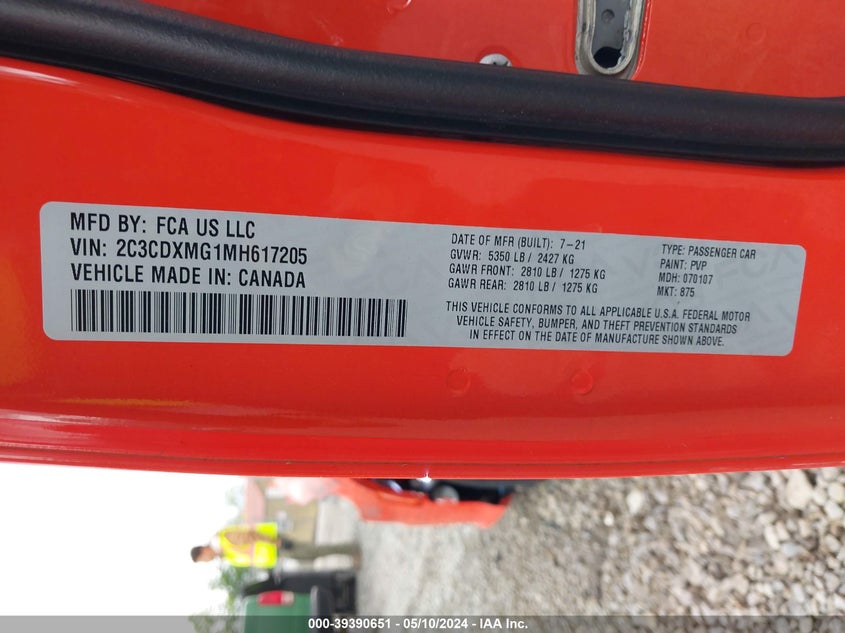 MFD BY: FCA US LLC
VIN: 2C3CDXMG1MH617205
VEHICLE MADE IN: CANADA
DATE OF MFR (BUILT): 7-21
GVWR: 5350 LB / 2427 KG
GAWR FRONT: 2810 LB / 1275 KG
GAWR REAR: 2810 LB / 1275 KG
TYPE: PASSENGER CAR
PAINT: PVP
MDH: 070107
MKT: 875
THIS VEHICLE CONFORMS TO ALL APPLICABLE U.S.A. FEDERAL MOTOR
VEHICLE SAFETY, BUMPER, AND THEFT PREVENTION STANDARDS
IN EFFECT ON THE DATE OF MANUFACTURE SHOWN ABOVE.
000-39390651 - 05/10/2024 - IAA Inc.